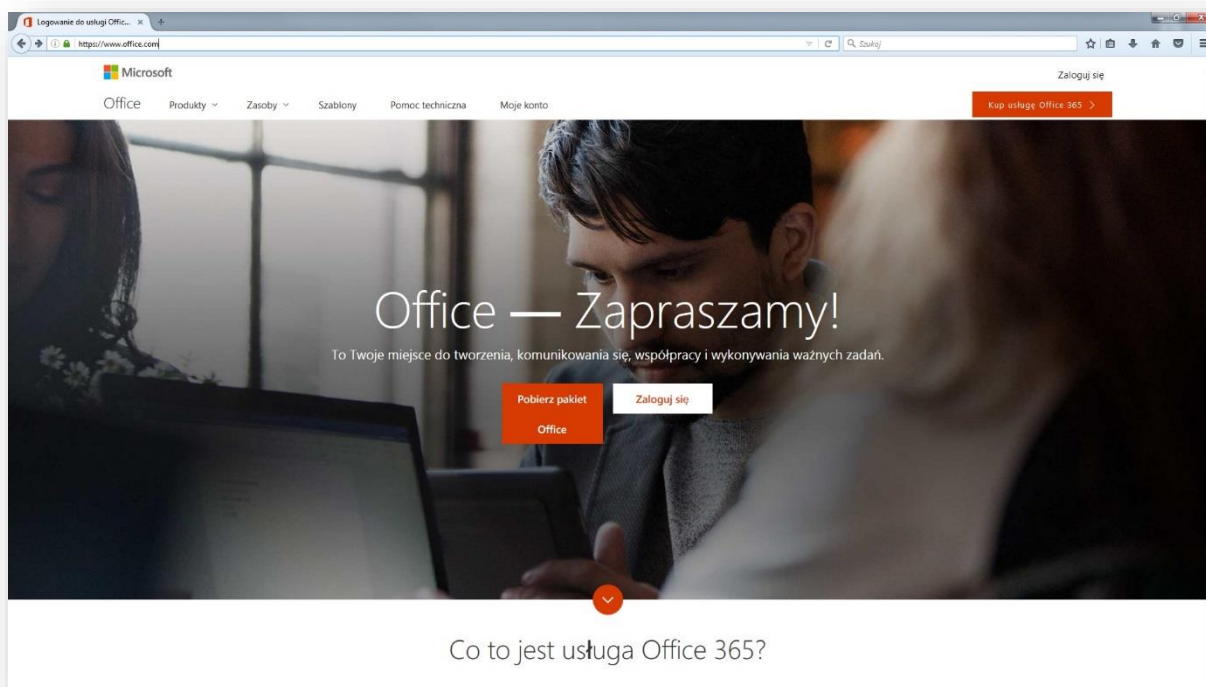 Logowanie do usługi Offic...
https://www.office.com
Szukaj
Microsoft
Zaloguj się
Office Produkty Zasoby Szablony Pomoc techniczna Moje konto
Kup usługę Office 365
Office — Zapraszamy!
To Twoje miejsce do tworzenia, komunikowania się, współpracy i wykonywania ważnych zadań.
Pobierz pakiet
Office
Zaloguj się
Co to jest usługa Office 365?